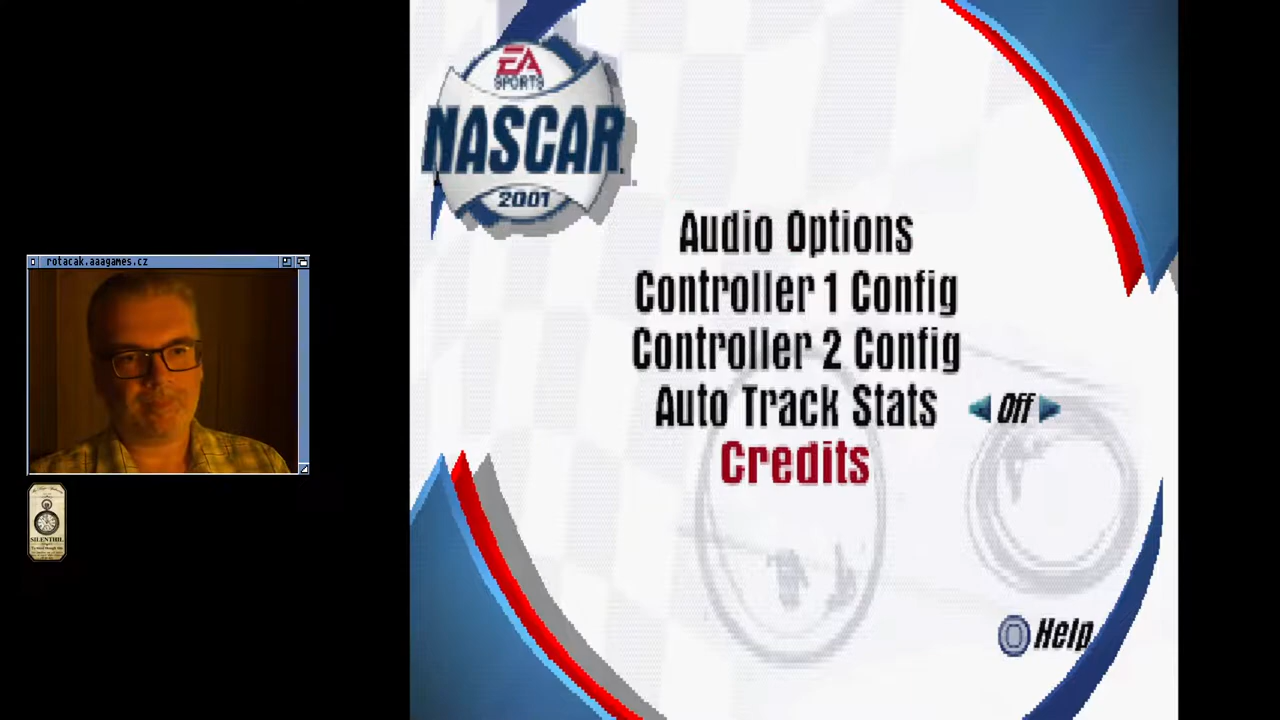 EA
SPORTS
NASCAR
2001
Audio Options
Controller 1 Config
Controller 2 Config
Auto Track Stats Off
Credits
Help
rotacak.aaagames.cz